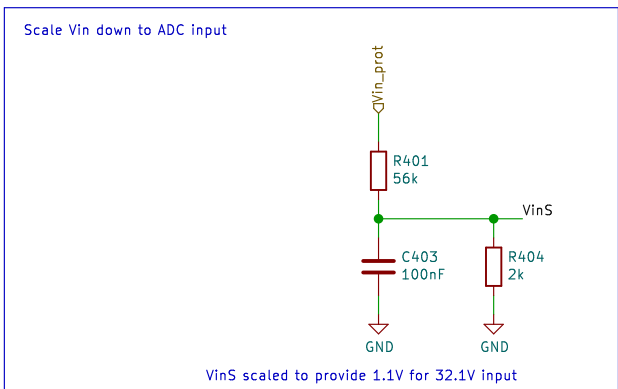 Scale Vin down to ADC input
Vin_prot
R401
56k
VinS
C403
100nF
R404
2k
GND
GND
VinS scaled to provide 1.1V for 32.1V input